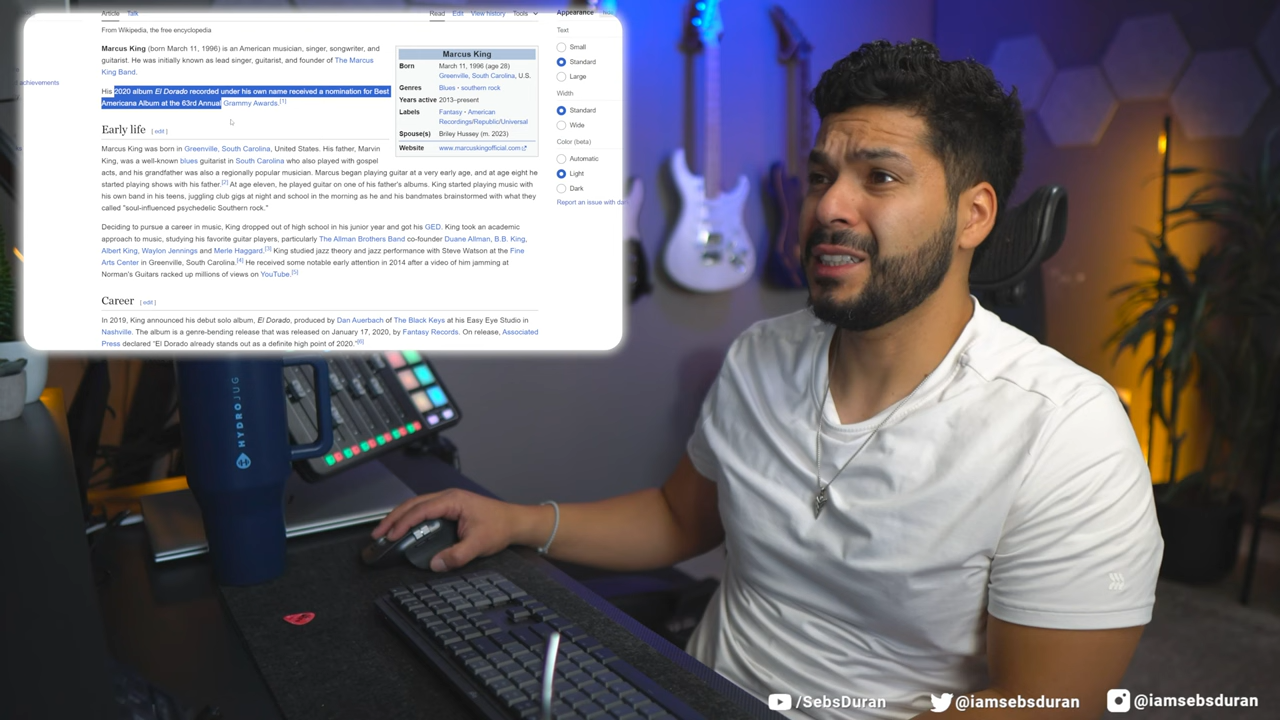 Article Talk Read Edit View history Tools
From Wikipedia, the free encyclopedia
Marcus King (born March 11, 1996) is an American musician, singer, songwriter, and
guitarist. He was initially known as lead singer, guitarist, and founder of The Marcus
King Band.
His 2020 album El Dorado recorded under his own name received a nomination for Best
Americana Album at the 63rd Annual Grammy Awards.[1]
Marcus King
Born March 11, 1996 (age 28)
Greenville, South Carolina, U.S.
Genres Blues • southern rock
Years active 2013–present
Labels Fantasy • American
Recordings/Republic/Universal
Spouse(s) Briley Hussey (m. 2023)
Website www.marcuskingofficial.com
Early life [ edit ]
Marcus King was born in Greenville, South Carolina, United States. His father, Marvin
King, was a well-known blues guitarist in South Carolina who also played with gospel
acts, and his grandfather was also a regionally popular musician. Marcus began playing guitar at a very early age, and at age eight he
started playing shows with his father.[2] At age eleven, he played guitar on one of his father's albums. King started playing music with
his own band in his teens, juggling club gigs at night and school in the morning as he and his bandmates brainstormed with what they
called "soul-influenced psychedelic Southern rock."
Deciding to pursue a career in music, King dropped out of high school in his junior year and got his GED. King took an academic
approach to music, studying his favorite guitar players, particularly The Allman Brothers Band co-founder Duane Allman, B.B. King,
Albert King, Waylon Jennings and Merle Haggard.[3] King studied jazz theory and jazz performance with Steve Watson at the Fine
Arts Center in Greenville, South Carolina.[4] He received some notable early attention in 2014 after a video of him jamming at
Norman's Guitars racked up millions of views on YouTube.[5]
Career [ edit ]
In 2019, King announced his debut solo album, El Dorado, produced by Dan Auerbach of The Black Keys at his Easy Eye Studio in
Nashville. The album is a genre-bending release that was released on January 17, 2020, by Fantasy Records. On release, Associated
Press declared "El Dorado already stands out as a definite high point of 2020."[6]
achievements
Appearance
Text
Small
Standard
Large
Width
Standard
Wide
Color (beta)
Automatic
Light
Dark
Report an issue with
HYDROJUG
/SebsDuran @iamsebsduran @iamsebsduran